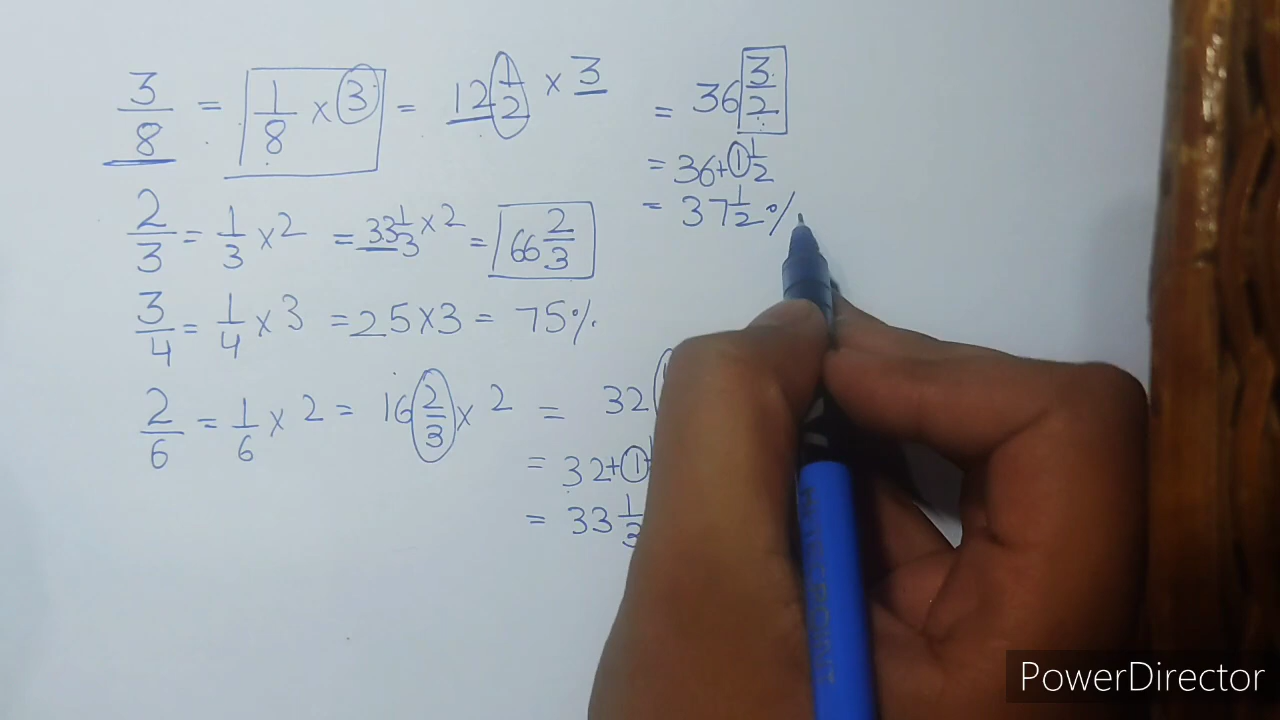 3/8 = 1/8 × 3 = 12 1/2 × 3 = 36 3/2
= 36 + 1 1/2
= 37 1/2 %
2/3 = 1/3 × 2 = 33 1/3 × 2 = 66 2/3
3/4 = 1/4 × 3 = 25 × 3 = 75%
2/6 = 1/6 × 2 = 16 2/3 × 2 = 32
= 32 + 1
= 33 1/3
PowerDirector